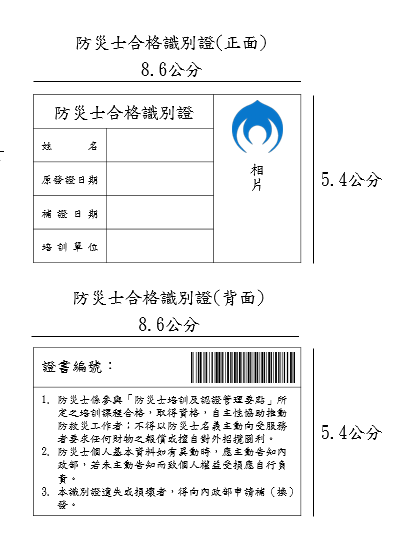 防災士合格識別證(正面)
8.6公分
防災士合格識別證
姓 名
原發證日期
補證日期
培訓單位
相
片
5.4公分
防災士合格識別證(背面)
8.6公分
證書編號：
1. 防災士係參與「防災士培訓及認證管理要點」所
定之培訓課程合格，取得資格，自主性協助推動
防救災工作者；不得以防災士名義主動向受服務
者要求任何財物之報償或擅自對外招攬圖利。
2. 防災士個人基本資料如有異動時，應主動告知內
政部，若未主動告知而致個人權益受損應自行負
責。
3. 本識別證遺失或損壞者，得向內政部申請補（換）
發。
5.4公分